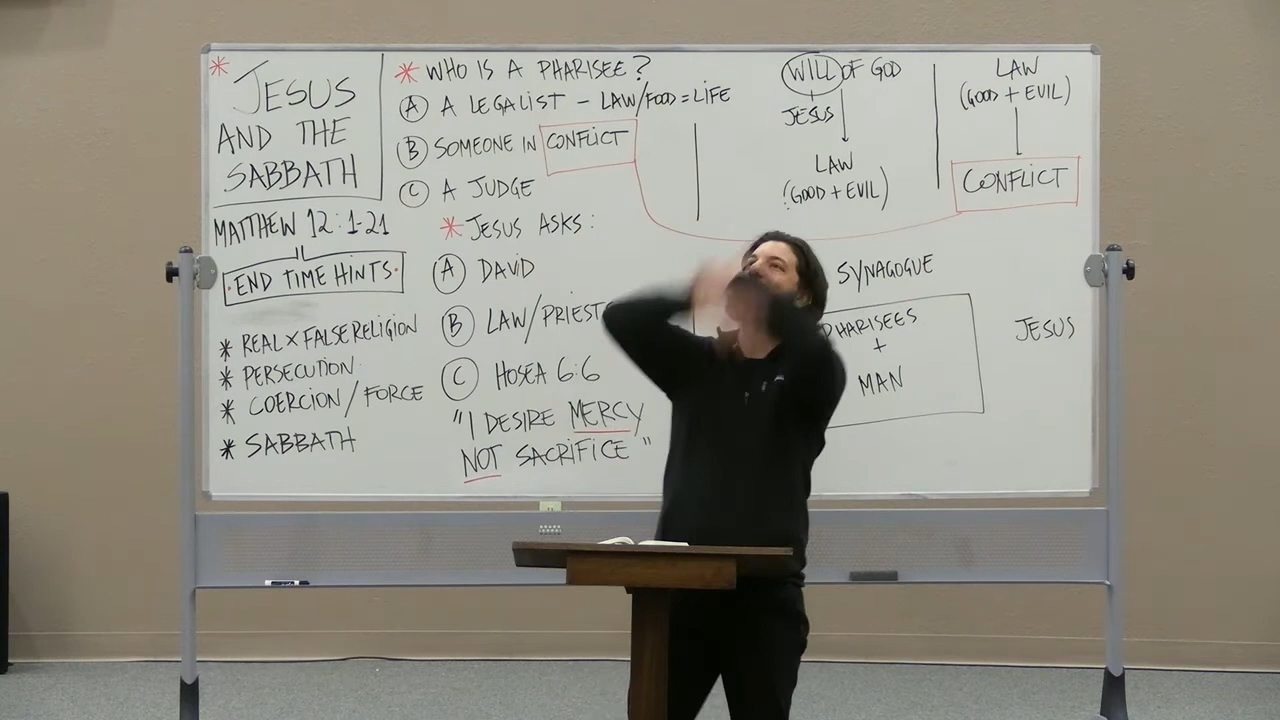 * JESUS
AND THE
SABBATH
MATTHEW 12:1-21
END TIME HINTS.
* REAL X FALSE RELIGION
* PERSECUTION
* COERCION / FORCE
* SABBATH
* WHO IS A PHARISEE?
A A LEGALIST - LAW/FOOD = LIFE
B SOMEONE IN CONFLICT
C A JUDGE
* JESUS ASKS:
A DAVID
B LAW/PRIEST
C HOSEA 6:6
"I DESIRE MERCY
NOT SACRIFICE"
WILL OF GOD
JESUS
LAW
(GOOD + EVIL)
LAW
(GOOD + EVIL)
CONFLICT
SYNAGOGUE
PHARISEES
+
MAN
JESUS